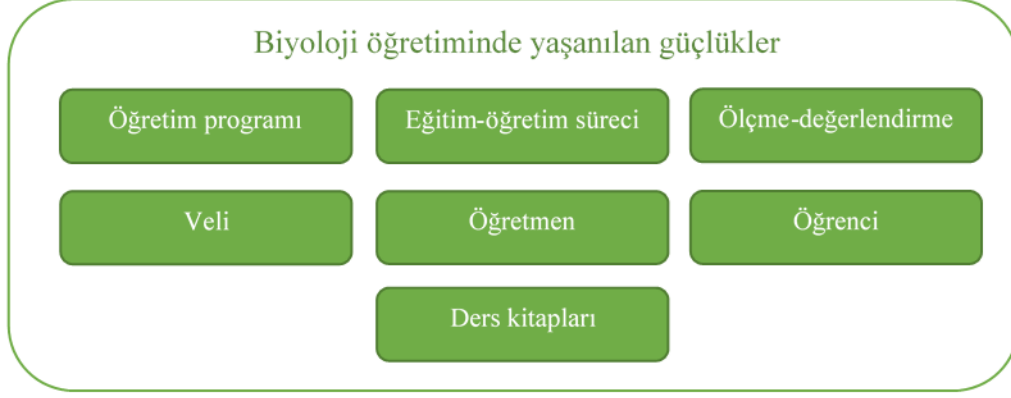 Biyoloji öğretiminde yaşanılan güçlükler
Öğretim programı
Eğitim-öğretim süreci
Ölçme-değerlendirme
Veli
Öğretmen
Öğrenci
Ders kitapları